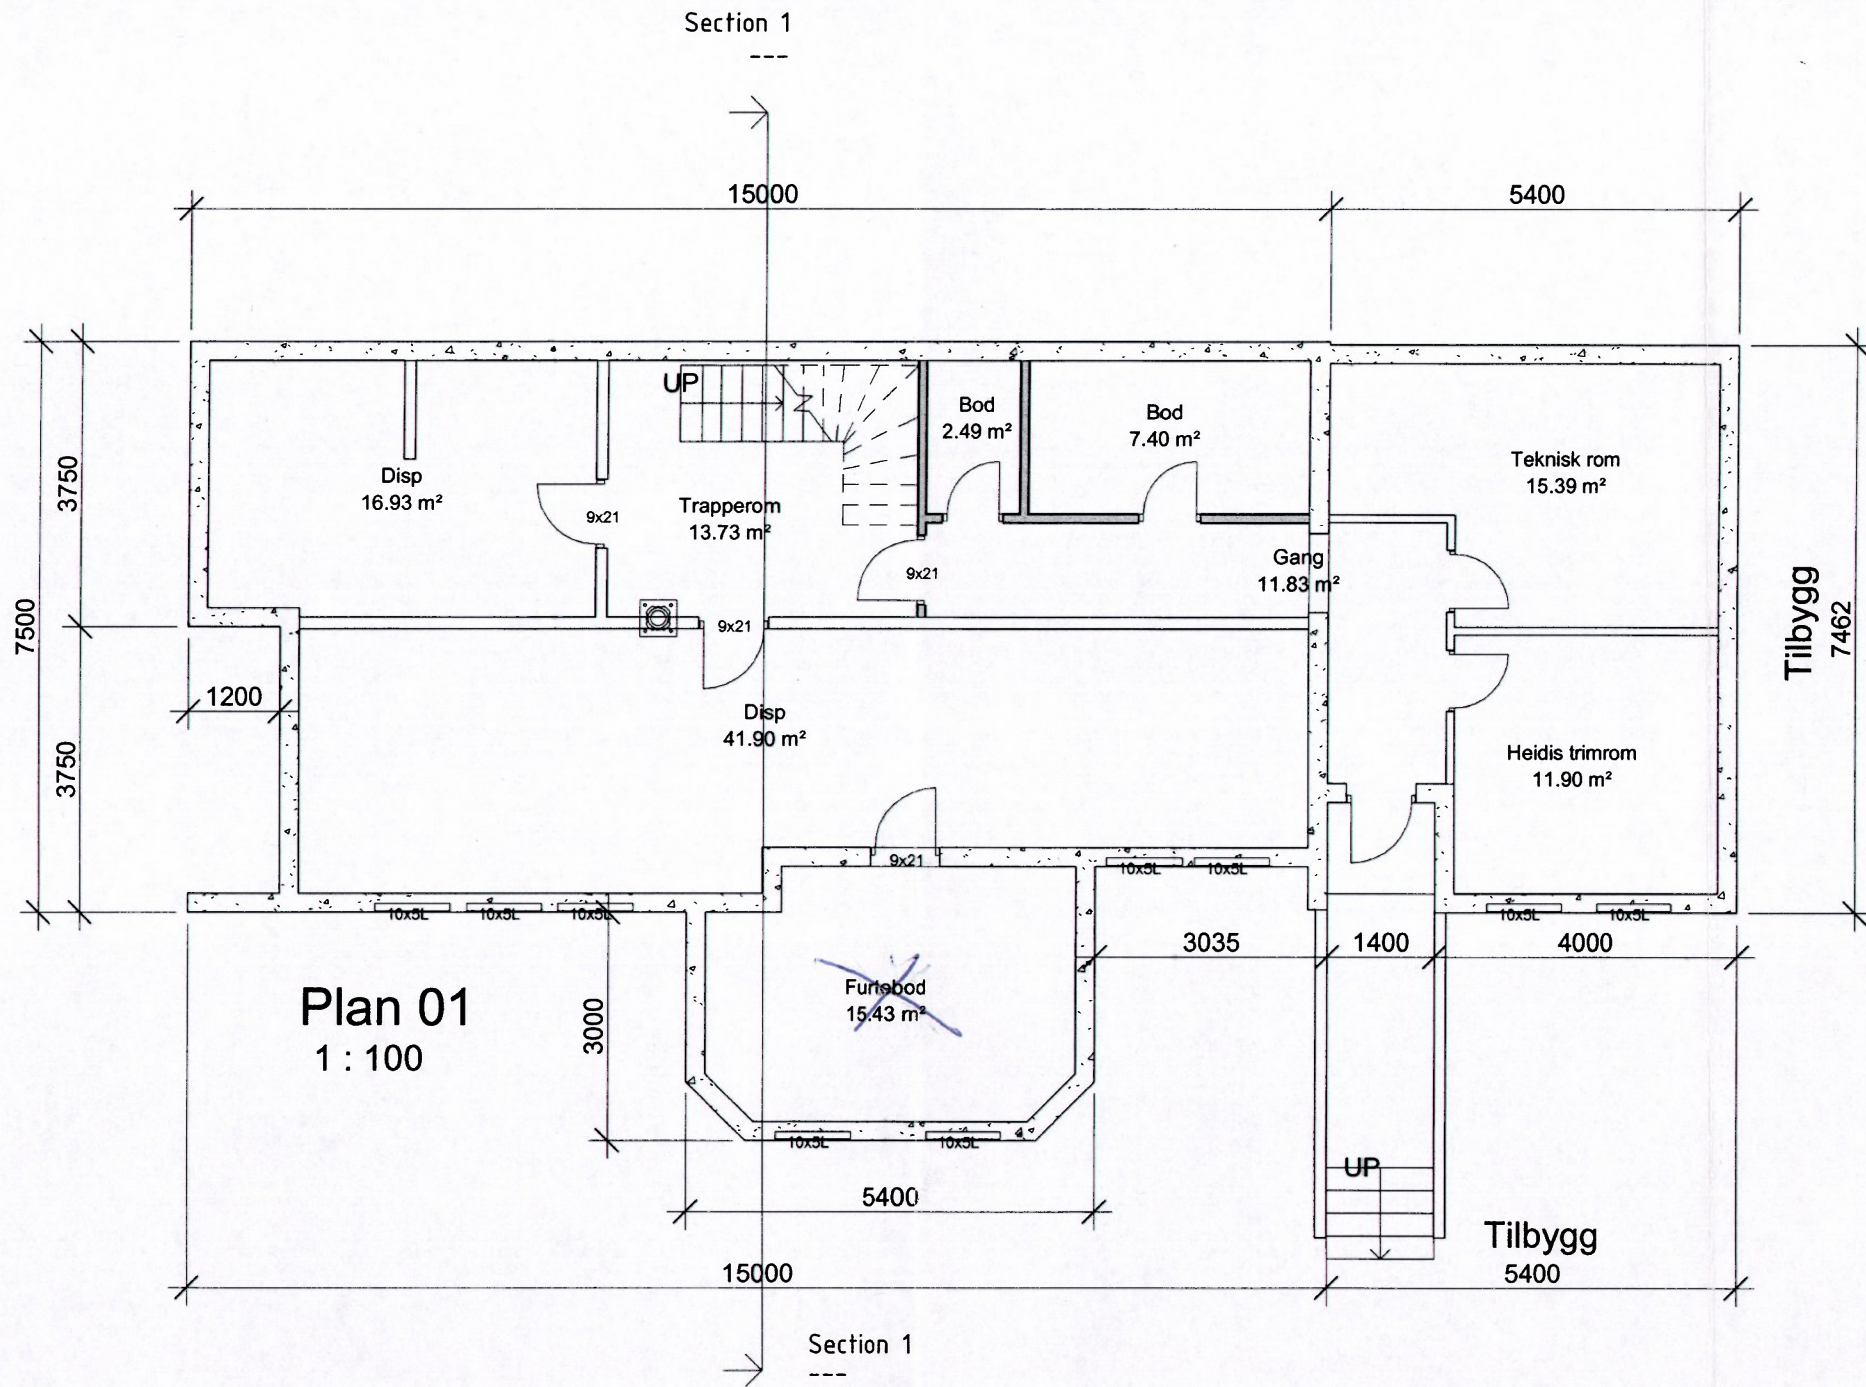 Section 1
---
15000
5400
UP
Bod
2.49 m²
Bod
7.40 m²
Teknisk rom
15.39 m²
Disp
16.93 m²
Trapperom
13.73 m²
9x21
9x21
Gang
11.83 m²
9x21
7500
3750
3750
1200
Tilbygg
7462
Disp
41.90 m²
Heidis trimrom
11.90 m²
9x21
10x5L
10x5L
10x5L
10x5L
10x5L
10x5L
10x5L
3035
1400
4000
Plan 01
1 : 100
3000
15.43 m²
10x5L
10x5L
UP
5400
Tilbygg
15000
5400
Section 1
---